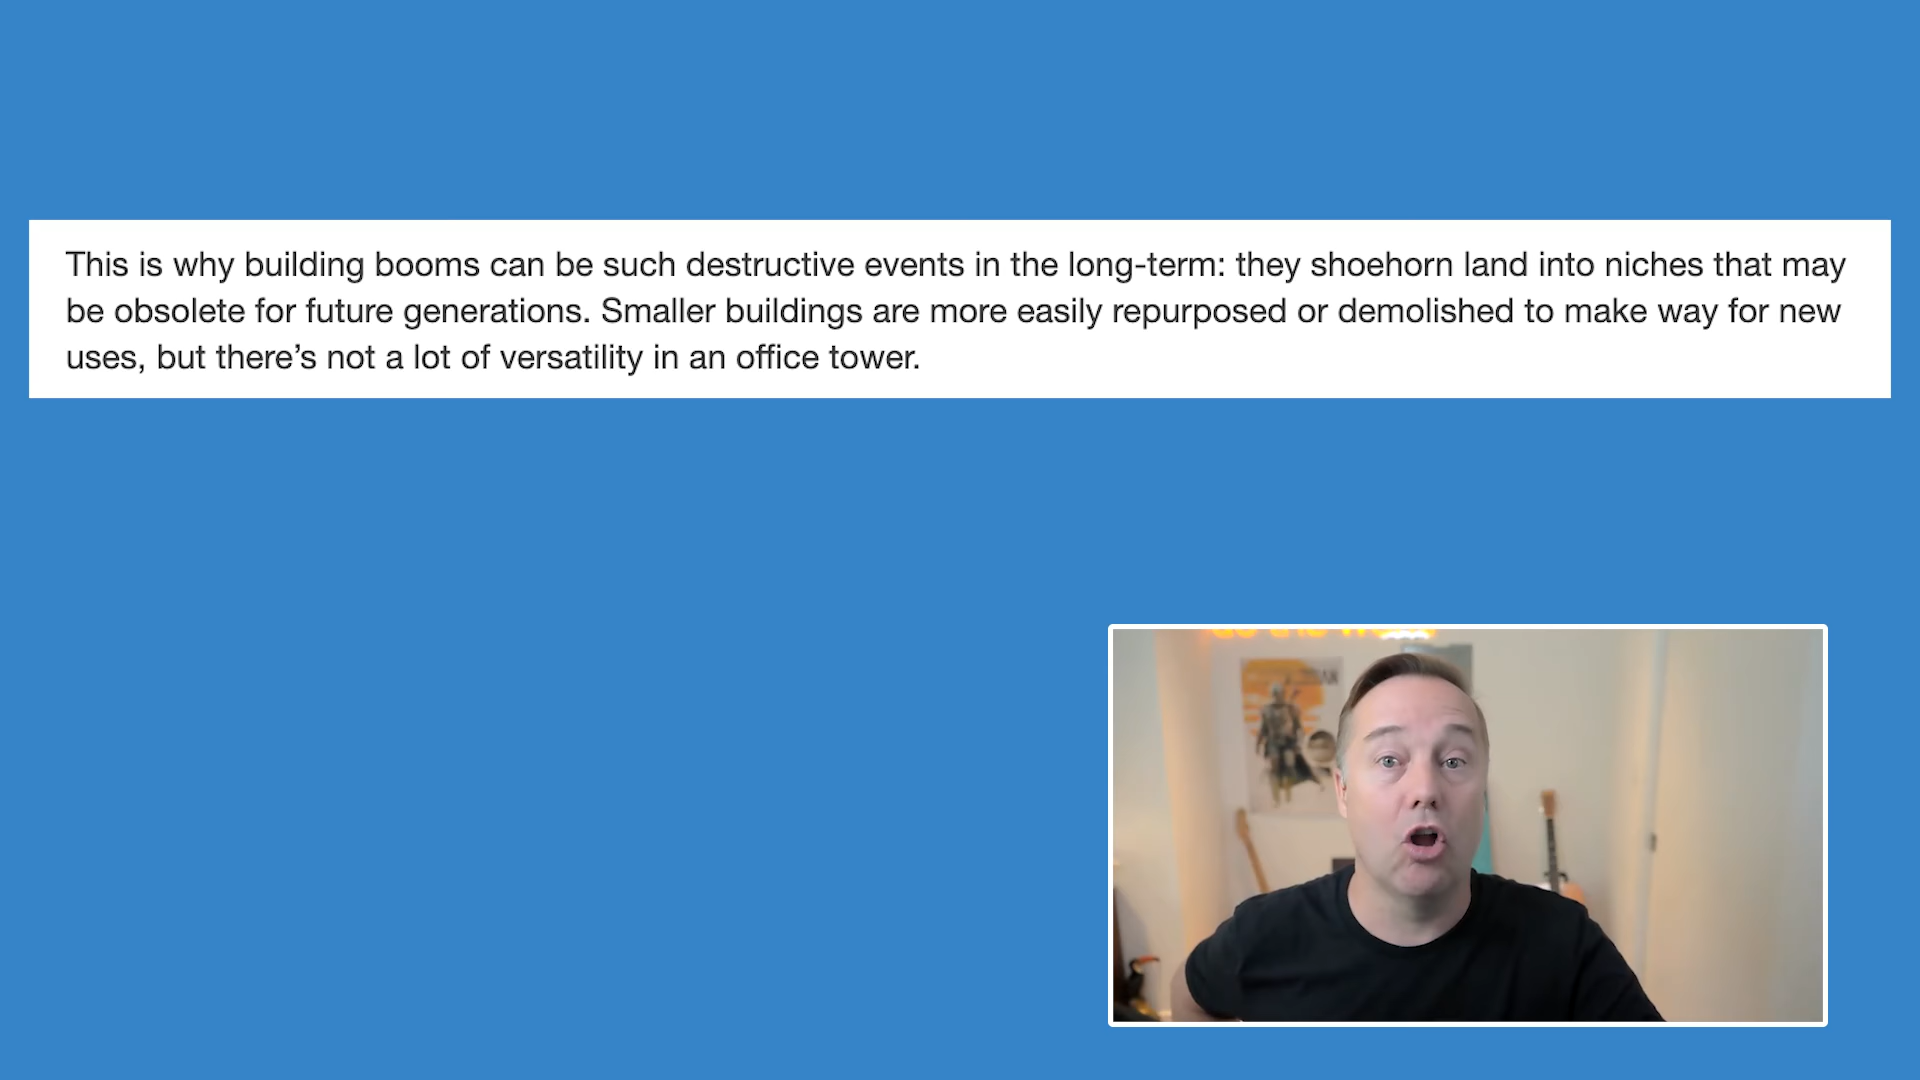 This is why building booms can be such destructive events in the long-term: they shoehorn land into niches that may
be obsolete for future generations. Smaller buildings are more easily repurposed or demolished to make way for new
uses, but there’s not a lot of versatility in an office tower.